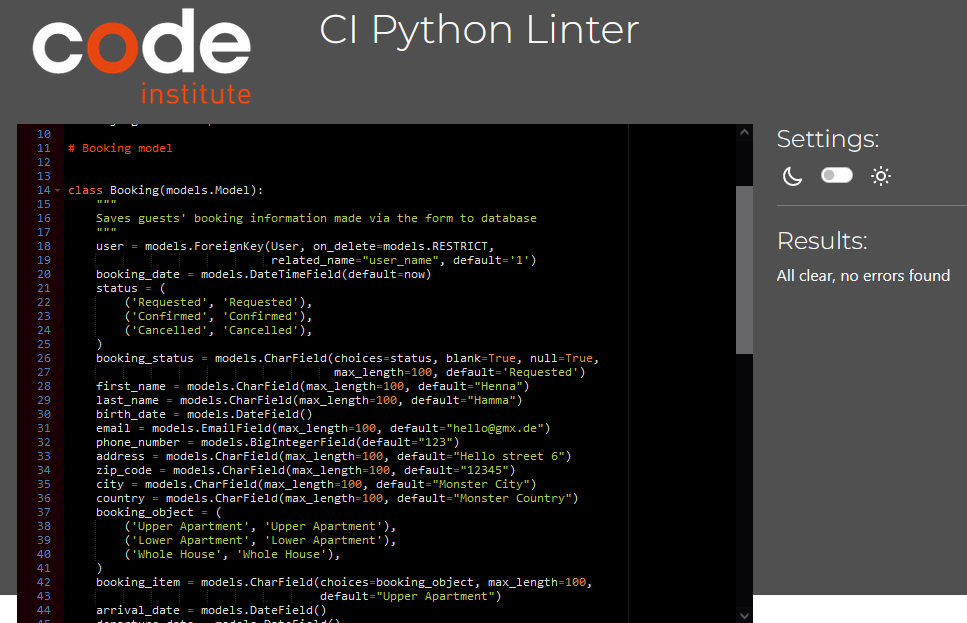 code
institute
CI Python Linter
10
11 # Booking model
12
13
14 class Booking(models.Model):
15     """
16     Saves guests' booking information made via the form to database
17     """
18     user = models.ForeignKey(User, on_delete=models.RESTRICT,
19                              related_name="user_name", default='1')
20     booking_date = models.DateTimeField(default=now)
21     status = (
22         ('Requested', 'Requested'),
23         ('Confirmed', 'Confirmed'),
24         ('Cancelled', 'Cancelled'),
25     )
26     booking_status = models.CharField(choices=status, blank=True, null=True,
27                                       max_length=100, default='Requested')
28     first_name = models.CharField(max_length=100, default="Henna")
29     last_name = models.CharField(max_length=100, default="Hamma")
30     birth_date = models.DateField()
31     email = models.EmailField(max_length=100, default="hello@gmx.de")
32     phone_number = models.BigIntegerField(default="123")
33     address = models.CharField(max_length=100, default="Hello street 6")
34     zip_code = models.CharField(max_length=100, default="12345")
35     city = models.CharField(max_length=100, default="Monster City")
36     country = models.CharField(max_length=100, default="Monster Country")
37     booking_object = (
38         ('Upper Apartment', 'Upper Apartment'),
39         ('Lower Apartment', 'Lower Apartment'),
40         ('Whole House', 'Whole House'),
41     )
42     booking_item = models.CharField(choices=booking_object, max_length=100,
43                                     default="Upper Apartment")
44     arrival_date = models.DateField()
45     departure_date = models.DateField()
Settings:
Results:
All clear, no errors found